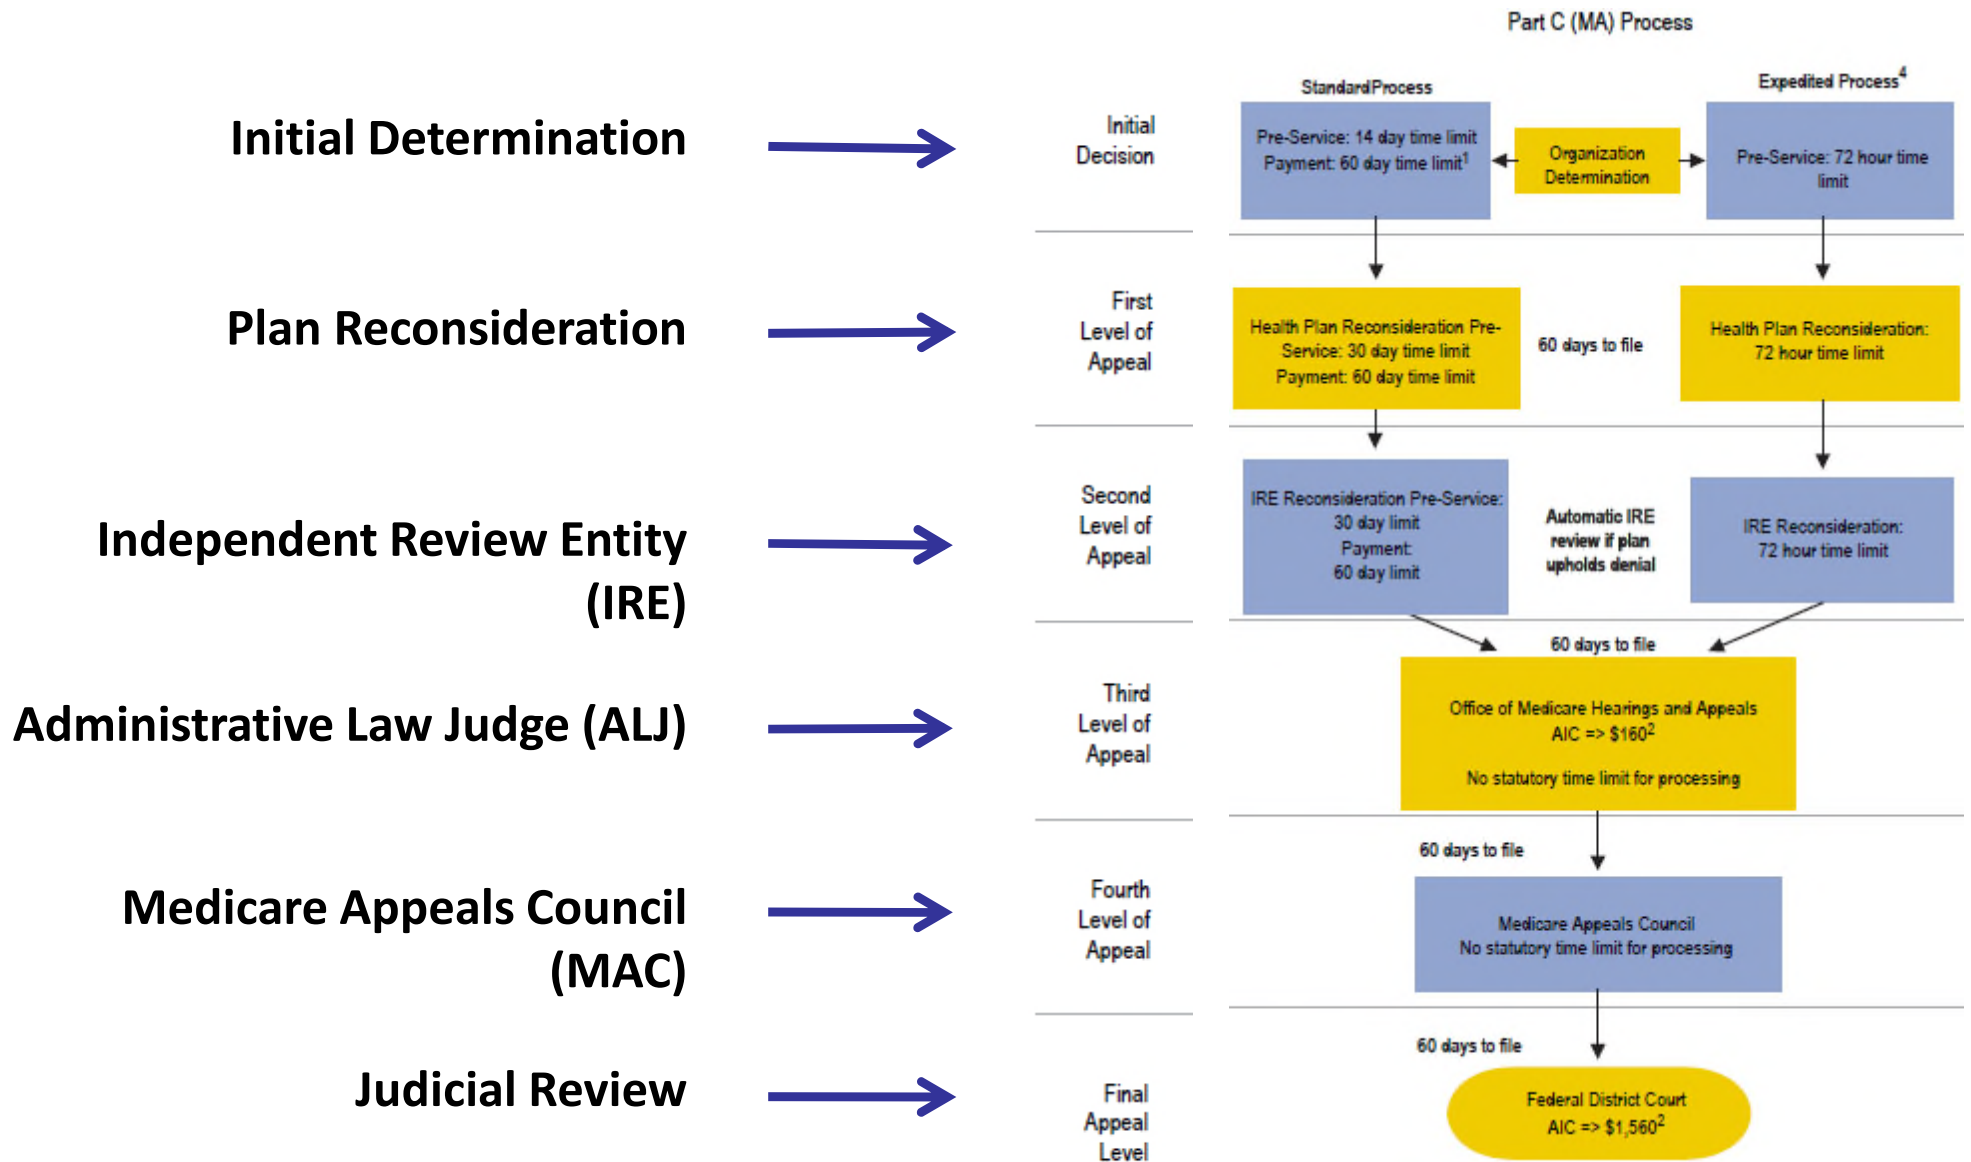 Part C (MA) Process
Standard Process
Expedited Process4
Initial Determination
Initial
Decision
Pre-Service: 14 day time limit
Payment: 60 day time limit1
Organization
Determination
Pre-Service: 72 hour time
limit
Plan Reconsideration
First
Level of
Appeal
Health Plan Reconsideration Pre-
Service: 30 day time limit
Payment: 60 day time limit
60 days to file
Health Plan Reconsideration:
72 hour time limit
Independent Review Entity
(IRE)
Second
Level of
Appeal
IRE Reconsideration Pre-Service:
30 day limit
Payment:
60 day limit
Automatic IRE
review if plan
upholds denial
IRE Reconsideration:
72 hour time limit
60 days to file
Administrative Law Judge (ALJ)
Third
Level of
Appeal
Office of Medicare Hearings and Appeals
AIC => $1602
No statutory time limit for processing
60 days to file
Medicare Appeals Council
(MAC)
Fourth
Level of
Appeal
Medicare Appeals Council
No statutory time limit for processing
60 days to file
Judicial Review
Final
Appeal
Level
Federal District Court
AIC => $1,5602